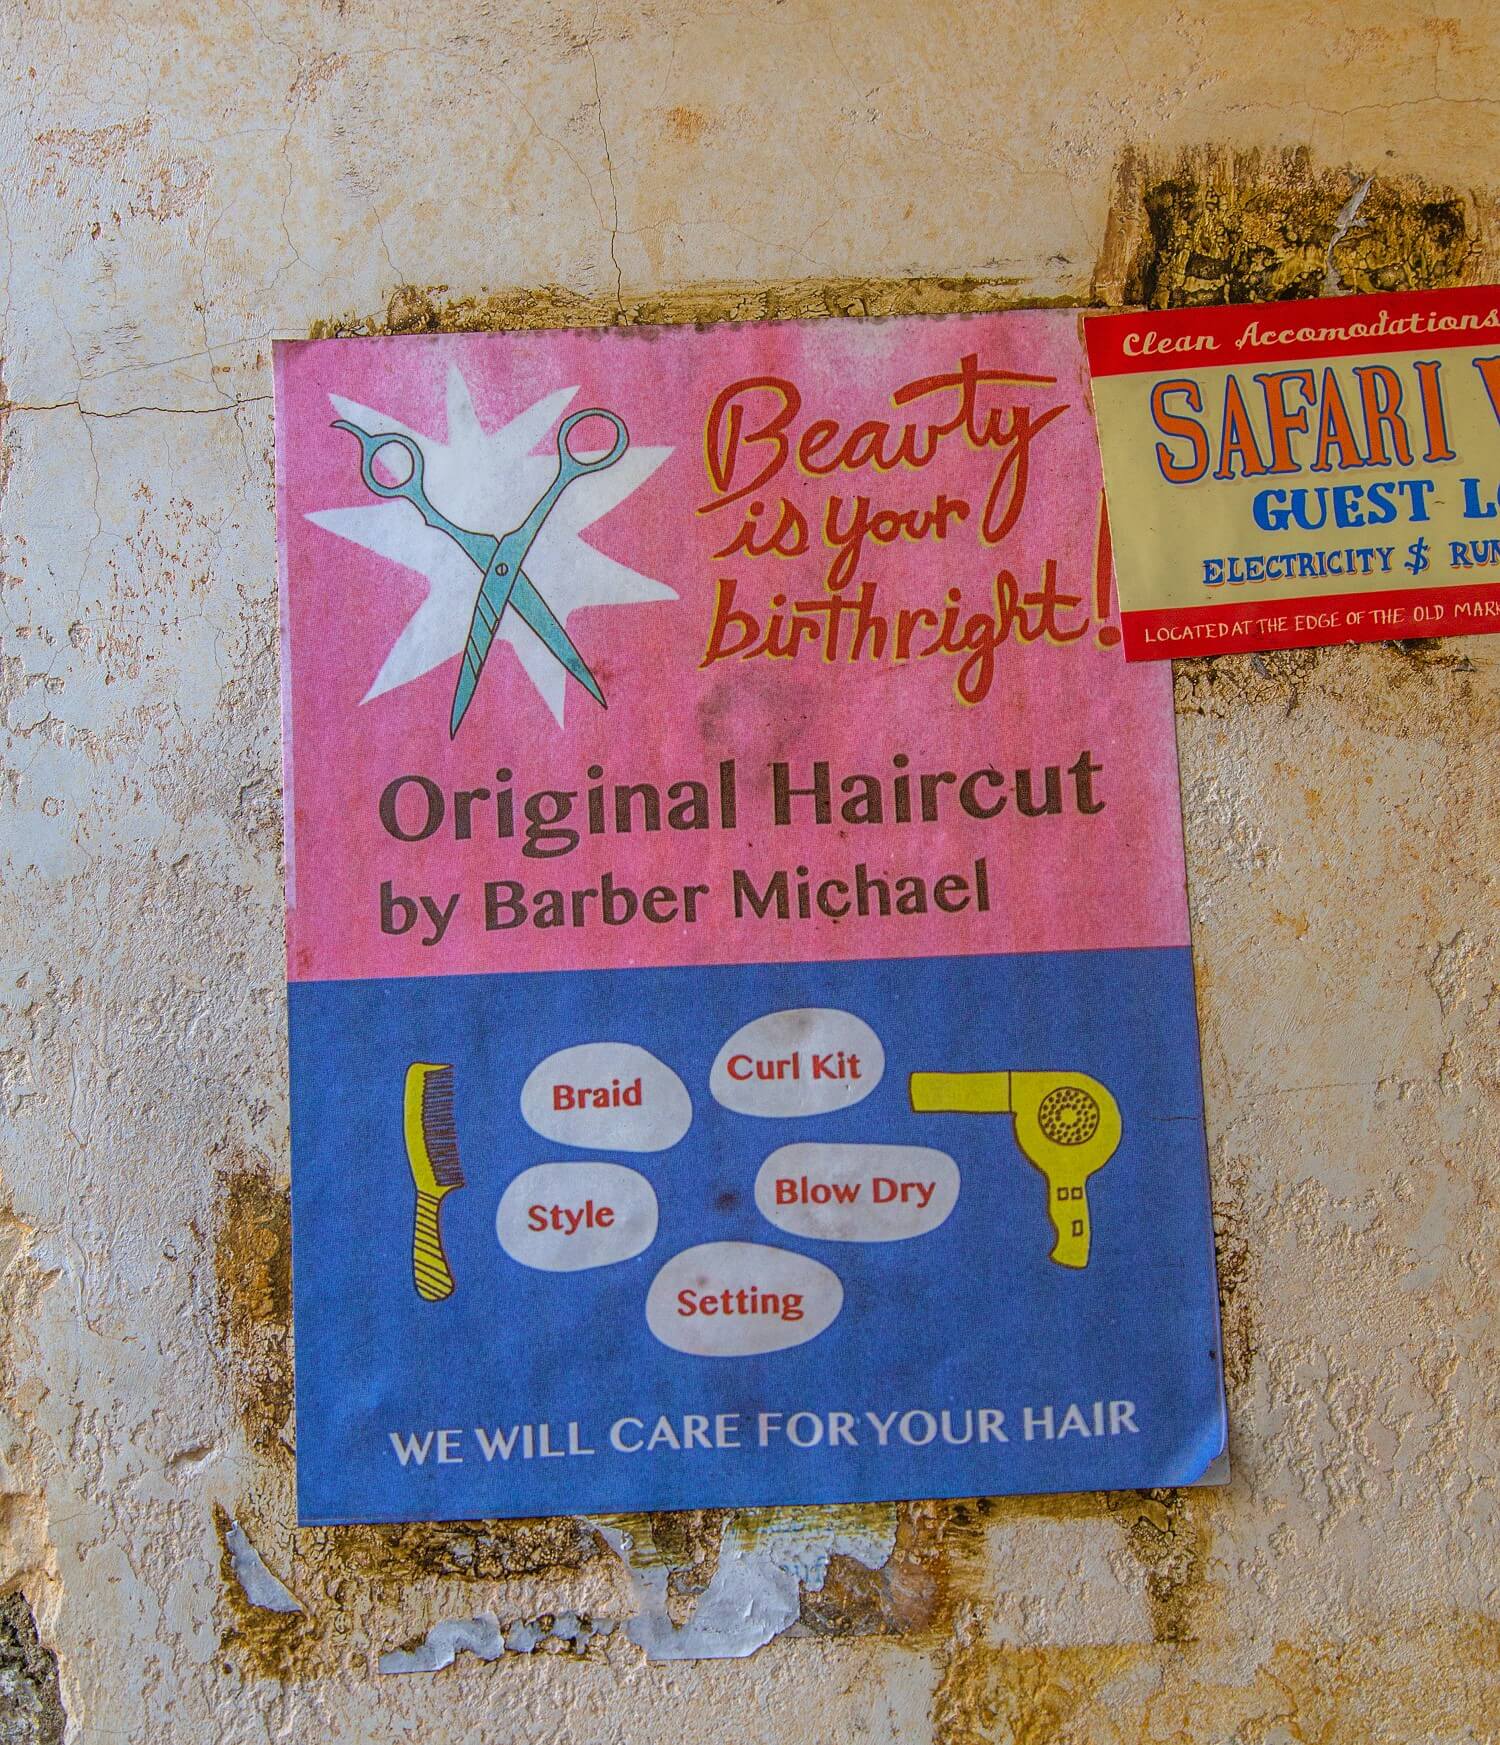 Beauty
is your
birthright!
Original Haircut
by Barber Michael
Braid
Curl Kit
Style
Blow Dry
Setting
WE WILL CARE FOR YOUR HAIR
Clean Accomodations
SAFARI
GUEST
ELECTRICITY $
LOCATED AT THE EDGE OF THE OLD